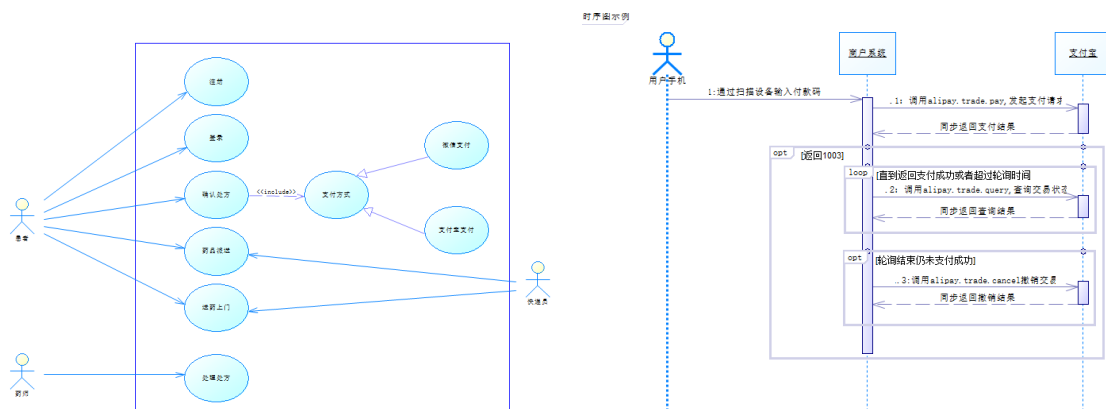 注册
登录
确认处方
<<include>>
支付方式
微信支付
支付宝支付
患者
药品派送
送药上门
快递员
处理处方
药师
时序图示例
用户手机
商户系统
支付宝
1:通过扫描设备输入付款码
.1: 调用alipay.trade.pay,发起支付请求
同步返回支付结果
opt
[返回1003]
loop
[直到返回支付成功或者超过轮询时间
.2: 调用alipay.trade.query,查询交易状态
同步返回查询结果
opt
[轮询结束仍未支付成功]
..3:调用alipay.trade.cancel撤销交易
同步返回撤销结果